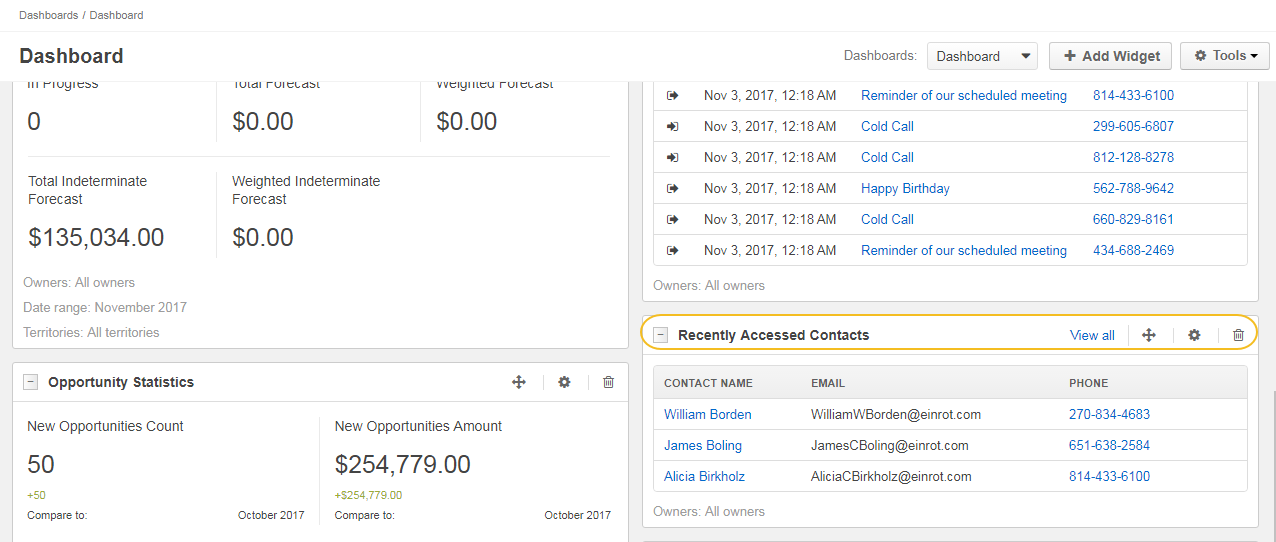 Dashboards / Dashboard
Dashboard
Dashboards:
Dashboard
Add Widget
Tools
In Progress
Total Forecast
Weighted Forecast
0
$0.00
$0.00
Total Indeterminate
Forecast
Weighted Indeterminate
Forecast
$135,034.00
$0.00
Owners: All owners
Date range: November 2017
Territories: All territories
Opportunity Statistics
New Opportunities Count
50
+50
Compare to: October 2017
New Opportunities Amount
$254,779.00
+$254,779.00
Compare to: October 2017
Nov 3, 2017, 12:18 AM Reminder of our scheduled meeting 814-433-6100
Nov 3, 2017, 12:18 AM Cold Call 299-605-6807
Nov 3, 2017, 12:18 AM Cold Call 812-128-8278
Nov 3, 2017, 12:18 AM Happy Birthday 562-788-9642
Nov 3, 2017, 12:18 AM Cold Call 660-829-8161
Nov 3, 2017, 12:18 AM Reminder of our scheduled meeting 434-688-2469
Owners: All owners
Recently Accessed Contacts
View all
CONTACT NAME EMAIL PHONE
William Borden WilliamWBorden@einrot.com 270-834-4683
James Boling JamesCBoling@einrot.com 651-638-2584
Alicia Birkholz AliciaCBirkholz@einrot.com 814-433-6100
Owners: All owners